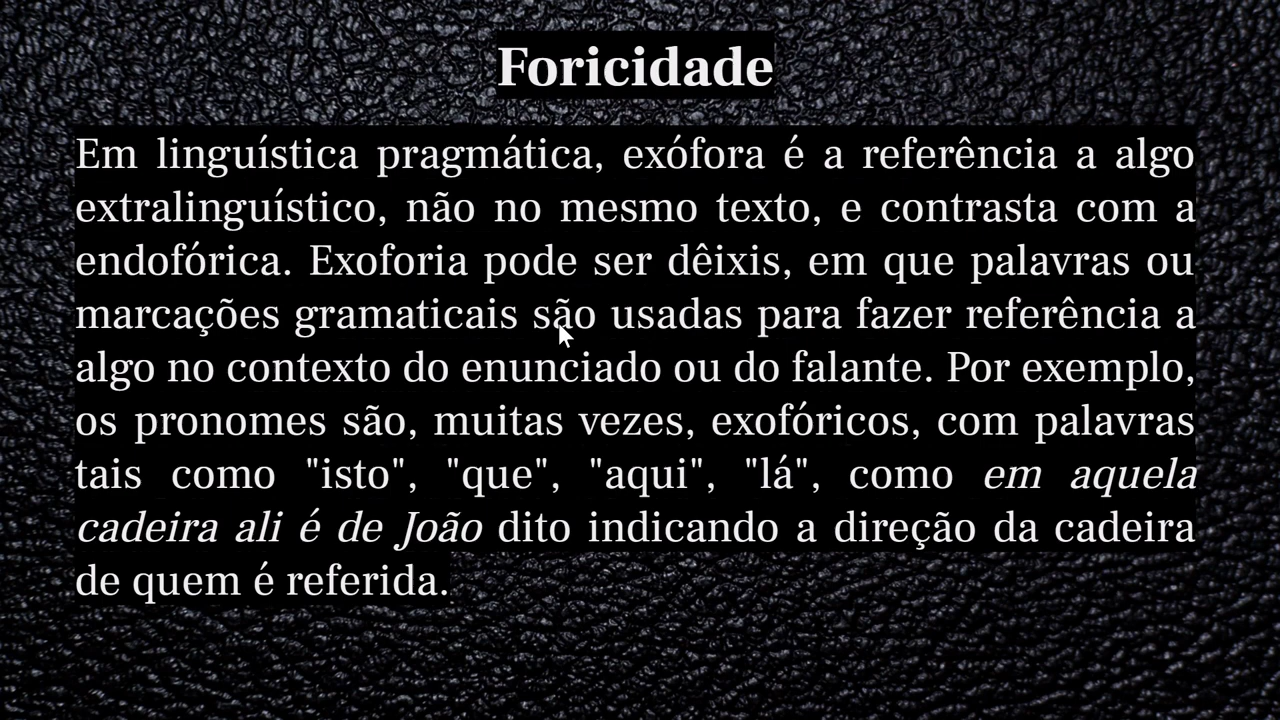 Foricidade
Em linguística pragmática, exófora é a referência a algo
extralinguístico, não no mesmo texto, e contrasta com a
endofórica. Exoforia pode ser dêixis, em que palavras ou
marcações gramaticais são usadas para fazer referência a
algo no contexto do enunciado ou do falante. Por exemplo,
os pronomes são, muitas vezes, exofóricos, com palavras
tais como "isto", "que", "aqui", "lá", como em aquela
cadeira ali é de João dito indicando a direção da cadeira
de quem é referida.